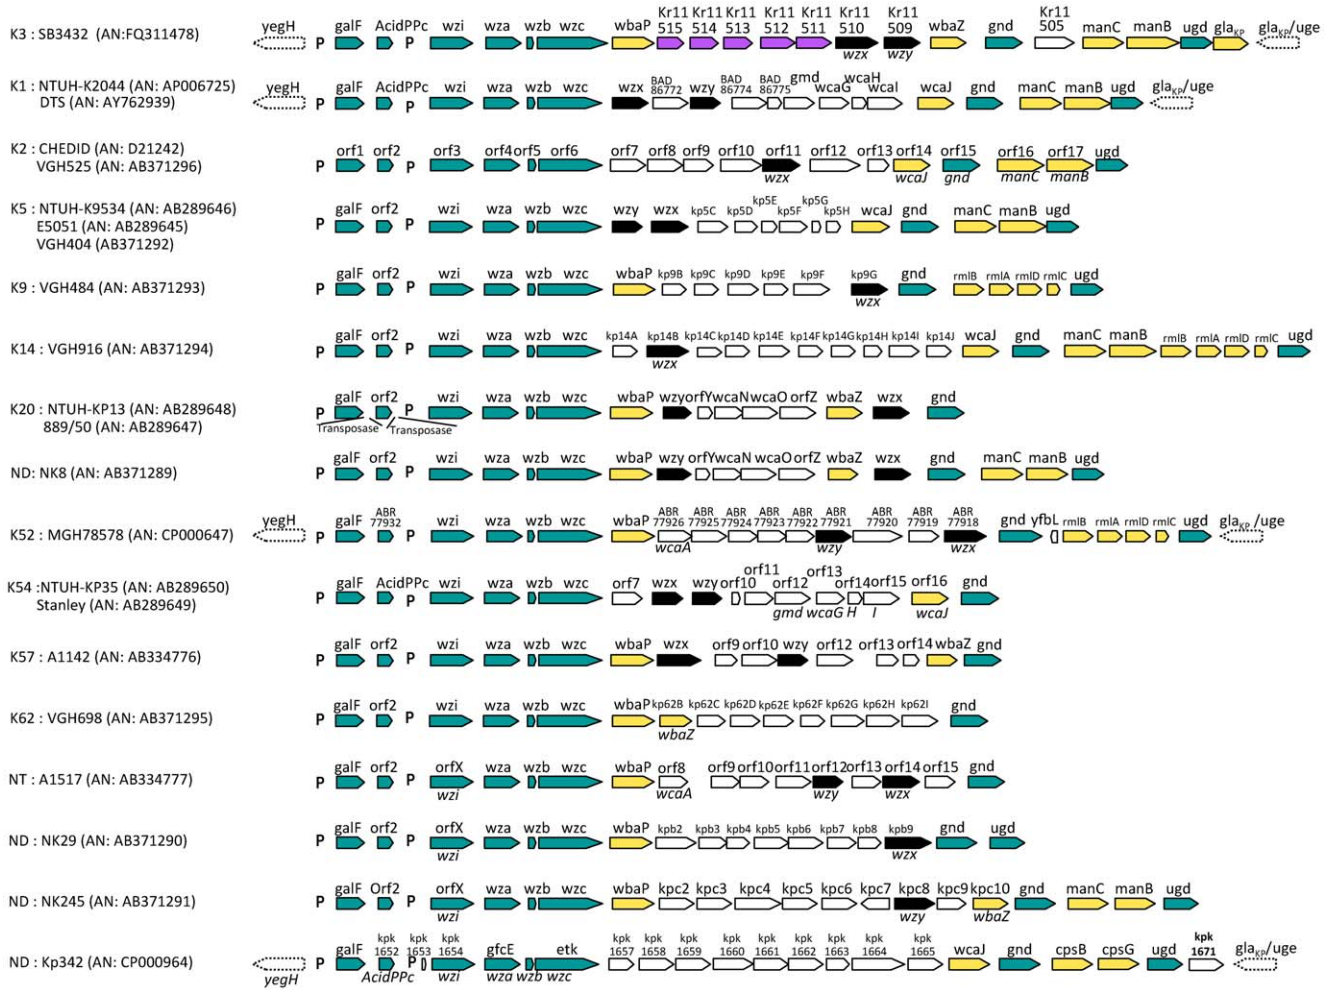 yegH galF AcidPPc wzi wza wzb wzc wbaP Kr11 515 Kr11 514 Kr11 513 Kr11 512 Kr11 511 Kr11 510 Kr11 509 wbaZ gnd Kr11 505 manC manB ugd glaKP glaKP/uge
K3 : SB3432 (AN:FQ311478)
P P wzx wzy
K1 : NTUH-K2044 (AN: AP006725)
DTS (AN: AY762939)
yegH galF AcidPPc wzi wza wzb wzc wzx BAD 86772 wzy BAD 86774 BAD 86775 gmd wcaG wcaH wcaI wcaJ gnd manC manB ugd glaKP/uge
P P
K2 : CHEDID (AN: D21242)
VGH525 (AN: AB371296)
orf1 orf2 orf3 orf4 orf5 orf6 orf7 orf8 orf9 orf10 orf11 orf12 orf13 orf14 orf15 orf16 orf17 ugd
P P wzx wcaJ gnd manC manB
K5 : NTUH-K9534 (AN: AB289646)
E5051 (AN: AB289645)
VGH404 (AB371292)
galF orf2 wzi wza wzb wzc wzy wzx kp5C kp5D kp5E kp5F kp5G kp5H wcaJ gnd manC manB ugd
P P
K9 : VGH484 (AN: AB371293)
galF orf2 wzi wza wzb wzc wbaP kp9B kp9C kp9D kp9E kp9F kp9G gnd rmlB rmlA rmlD rmlC ugd
P P wzx
K14 : VGH916 (AN: AB371294)
galF orf2 wzi wza wzb wzc kp14A kp14B kp14C kp14D kp14E kp14F kp14G kp14H kp14I kp14J wcaJ gnd manC manB rmlB rmlA rmlD rmlC ugd
P P wzx
K20 : NTUH-KP13 (AN: AB289648)
889/50 (AN: AB289647)
galF orf2 wzi wza wzb wzc wbaP wzy orfY wcaN wcaO orfZ wbaZ wzx gnd
P P
Transposase Transposase
ND: NK8 (AN: AB371289)
galF orf2 wzi wza wzb wzc wbaP wzy orfY wcaN wcaO orfZ wbaZ wzx gnd manC manB ugd
P P
K52 : MGH78578 (AN: CP000647)
yegH galF ABR 77932 wzi wza wzb wzc wbaP ABR 77926 ABR 77925 ABR 77924 ABR 77923 ABR 77922 ABR 77921 ABR 77920 ABR 77919 ABR 77918 gnd yfbL rmlB rmlA rmlD rmlC ugd glaKP/uge
P P wcaA wzy wzx
K54 :NTUH-KP35 (AN: AB289650)
Stanley (AN: AB289649)
galF AcidPPc wzi wza wzb wzc orf7 wzx wzy orf10 orf11 orf12 orf13 orf14 orf15 orf16 gnd
P P gmd wcaG H I wcaJ
K57 : A1142 (AN: AB334776)
galF orf2 wzi wza wzb wzc wbaP wzx orf9 orf10 wzy orf12 orf13 orf14 wbaZ gnd
P P
K62 : VGH698 (AN: AB371295)
galF orf2 wzi wza wzb wzc wbaP kp62B kp62C kp62D kp62E kp62F kp62G kp62H kp62I gnd
P P wbaZ
NT : A1517 (AN: AB334777)
galF orf2 orfX wza wzb wzc wbaP orf8 orf9 orf10 orf11 orf12 orf13 orf14 orf15 gnd
P P wzi wcaA wzy wzx
ND : NK29 (AN: AB371290)
galF orf2 orfX wza wzb wzc wbaP kpb2 kpb3 kpb4 kpb5 kpb6 kpb7 kpb8 kpb9 gnd ugd
P P wzi wzx
ND : NK245 (AN: AB371291)
galF Orf2 orfX wza wzb wzc wbaP kpc2 kpc3 kpc4 kpc5 kpc6 kpc7 kpc8 kpc9 kpc10 gnd manC manB ugd
P P wzi wzy wbaZ
ND : Kp342 (AN: CP000964)
galF kpk 1652 kpk 1653 kpk 1654 gfcE etk kpk 1657 kpk 1658 kpk 1659 kpk 1660 kpk 1661 kpk 1662 kpk 1663 kpk 1664 kpk 1665 wcaJ gnd cpsB cpsG ugd kpk 1671 glaKP/uge
P P
yegH AcidPPc wzi wza wzb wzc